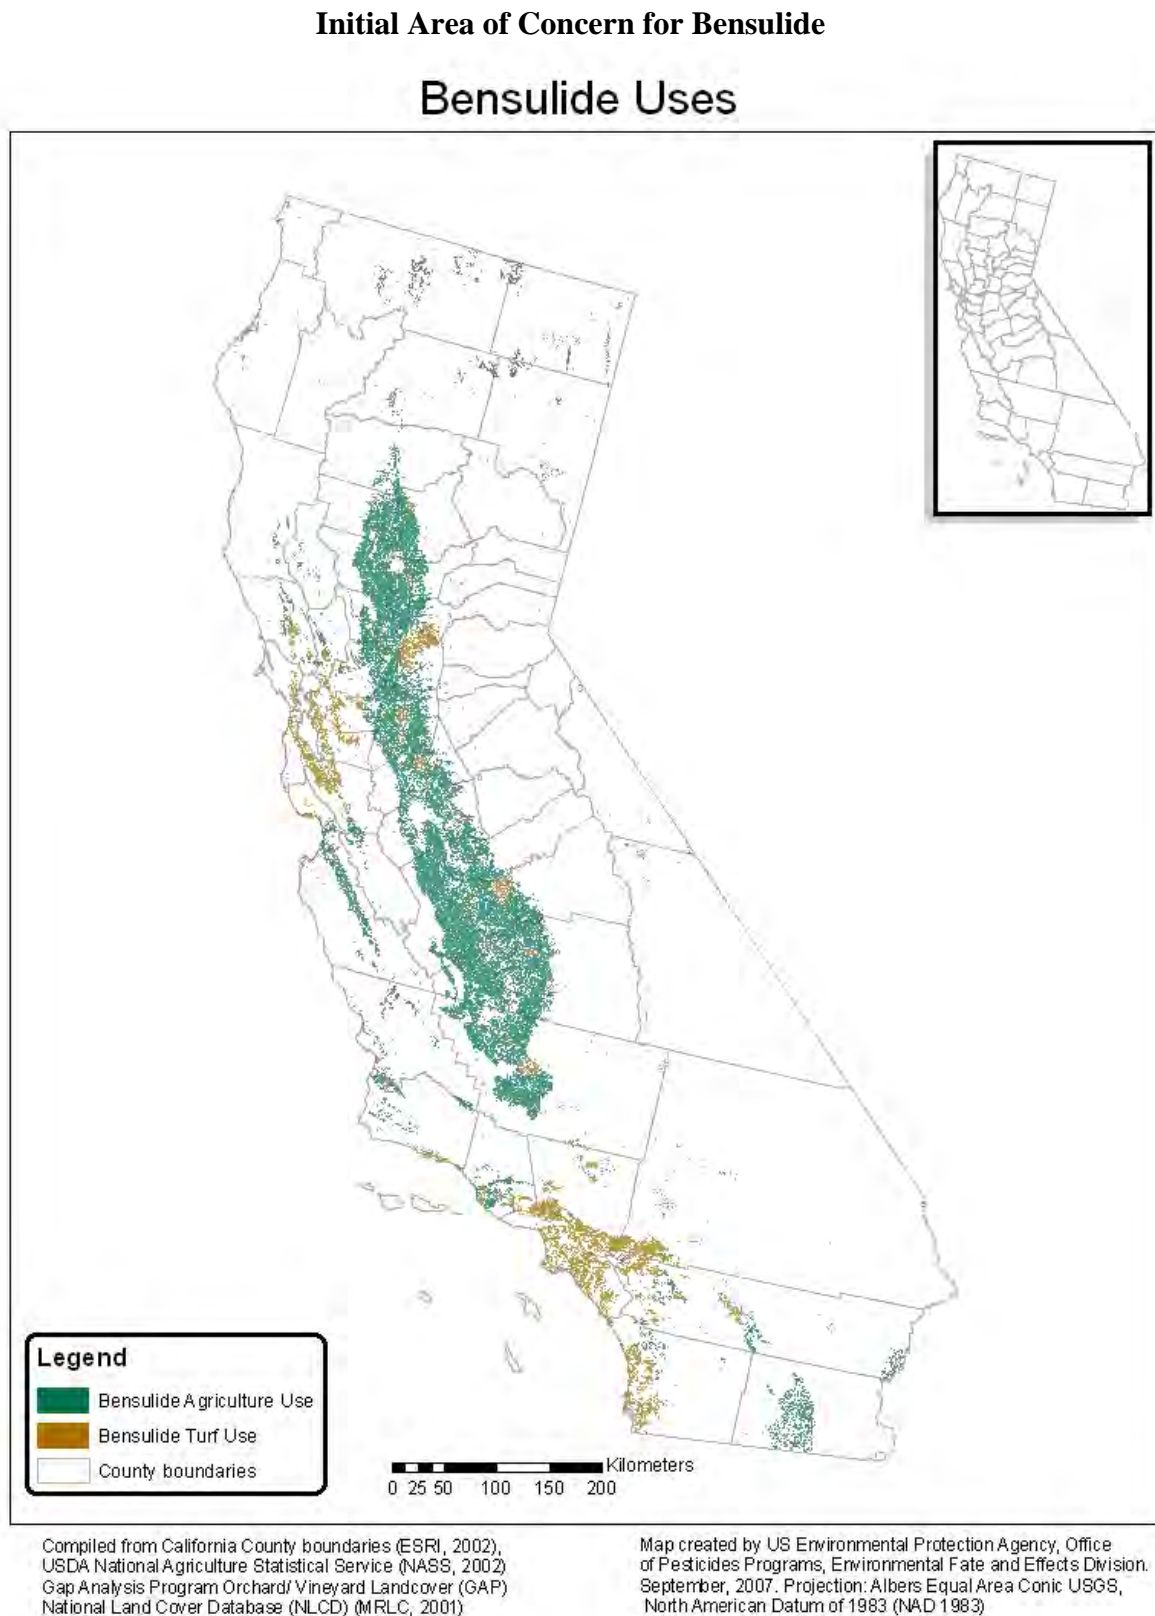 Initial Area of Concern for Bensulide
Bensulide Uses
Legend
Bensulide Agriculture Use
Bensulide Turf Use
County boundaries
Kilometers
0 25 50 100 150 200
Compiled from California County boundaries (ESRI, 2002),
USDA National Agriculture Statistical Service (NASS, 2002)
Gap Analysis Program Orchard/ Vineyard Landcover (GAP)
National Land Cover Database (NLCD) (MRLC, 2001)
Map created by US Environmental Protection Agency, Office
of Pesticides Programs, Environmental Fate and Effects Division.
September, 2007. Projection: Albers Equal Area Conic USGS,
North American Datum of 1983 (NAD 1983)